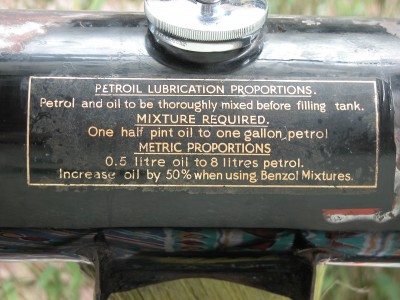 PETROIL LUBRICATION PROPORTIONS.
Petrol and oil to be thoroughly mixed before filling tank.
MIXTURE REQUIRED.
One half pint oil to one gallon petrol
METRIC PROPORTIONS
0.5 litre oil to 8 litres petrol.
Increase oil by 50% when using Benzol Mixtures.